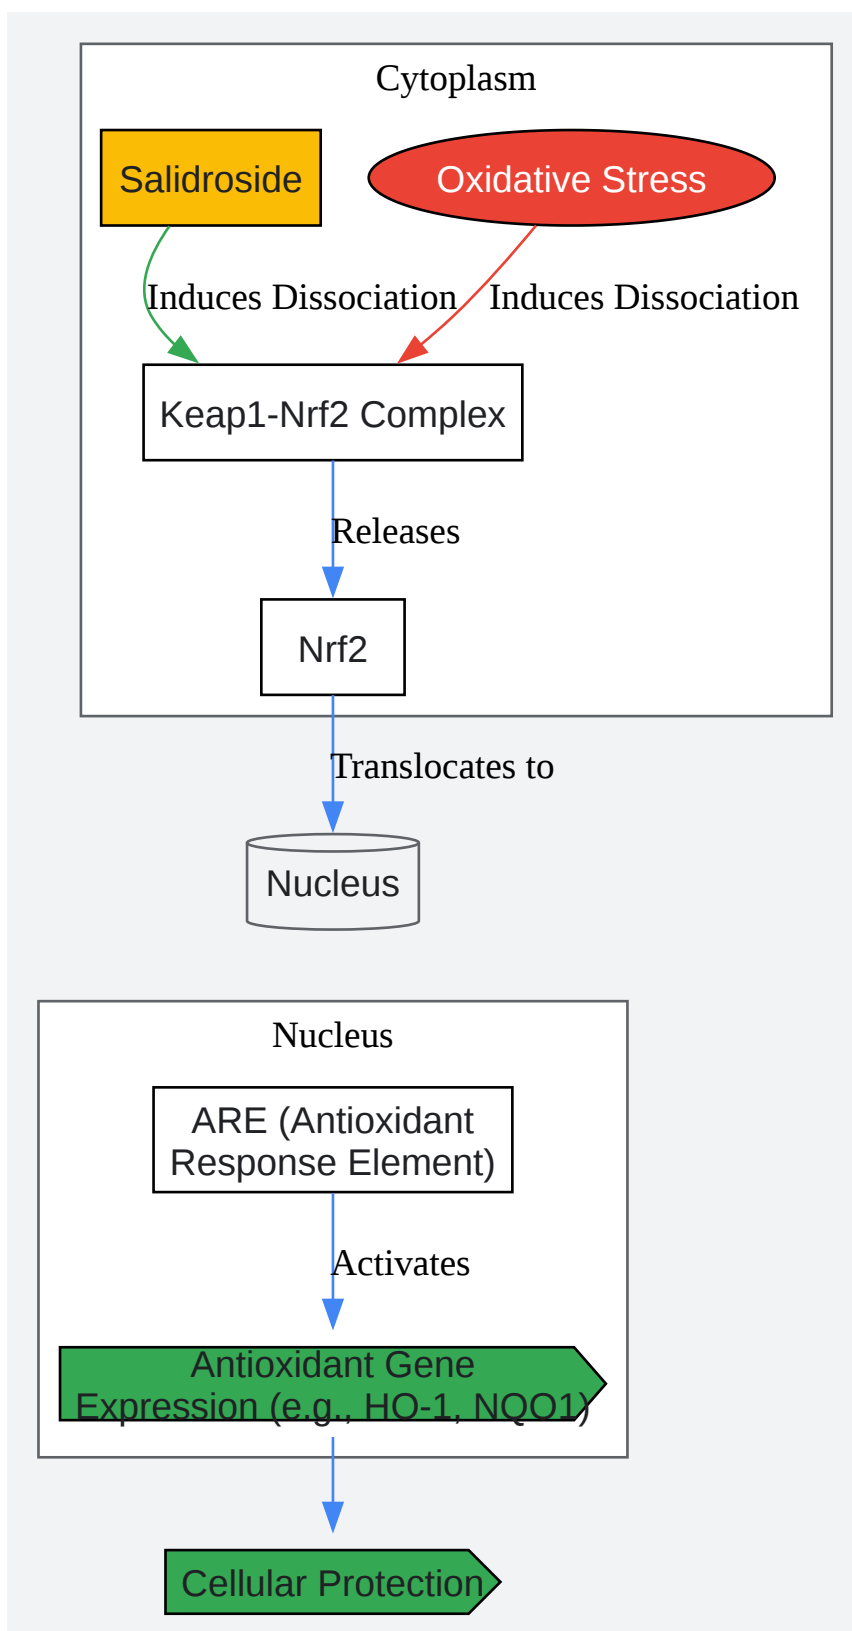 Cytoplasm
Salidroside
Oxidative Stress
Induces Dissociation
Induces Dissociation
Keap1-Nrf2 Complex
Releases
Nrf2
Translocates to
Nucleus
Nucleus
ARE (Antioxidant
Response Element)
Activates
Antioxidant Gene
Expression (e.g., HO-1, NQO1)
Cellular Protection